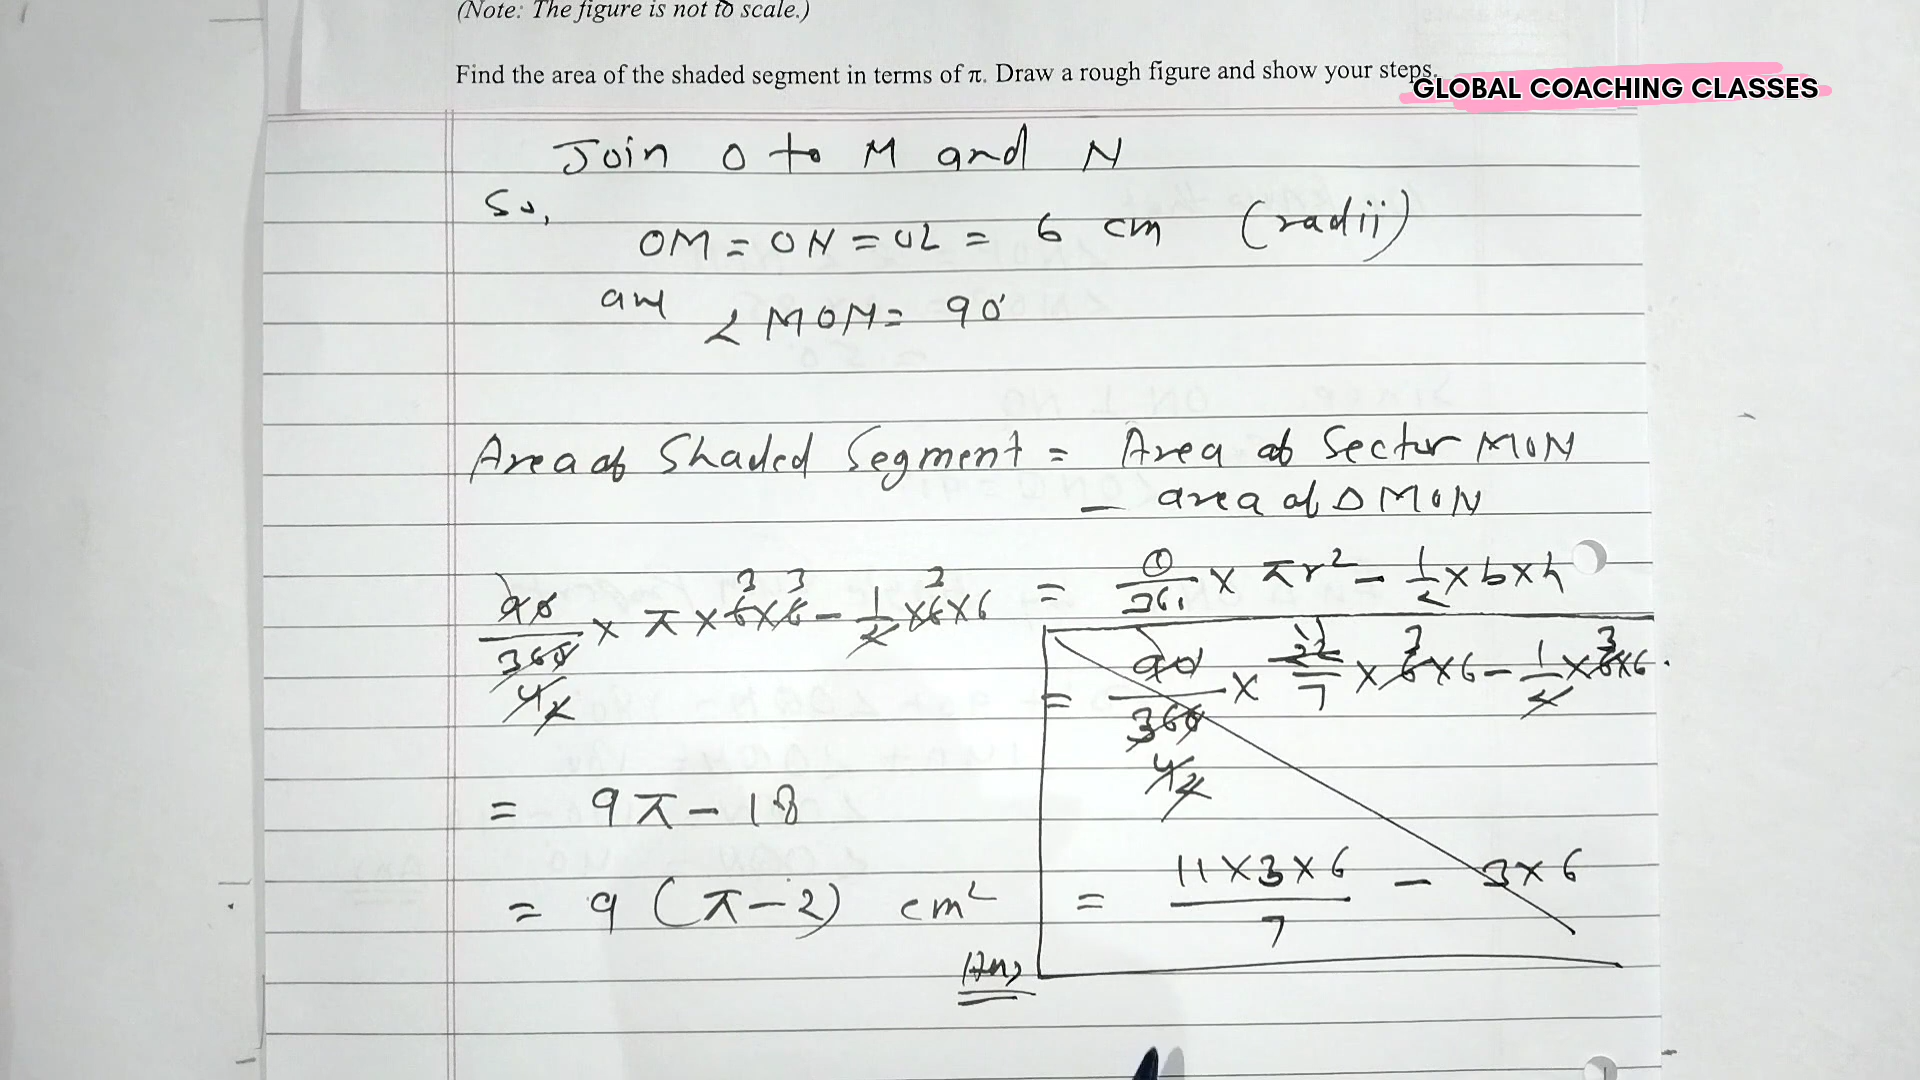 (Note: The figure is not to scale.)
Find the area of the shaded segment in terms of π. Draw a rough figure and show your steps.
GLOBAL COACHING CLASSES
Join O to M and N
So,
OM = ON = OL = 6 cm (radii)
and
∠MON = 90°
Area of Shaded Segment = Area of Sector MON
− area of Δ MON
= θ/360 × πr² − 1/2 × b × h
90/360 × π × 6 × 6 − 1/2 × 6 × 6
= 90/360 × 22/7 × 6 × 6 − 1/2 × 6 × 6
= 9π − 18
= 11 × 3 × 6 / 7 − 3 × 6
= 9 (π − 2) cm²
Ans